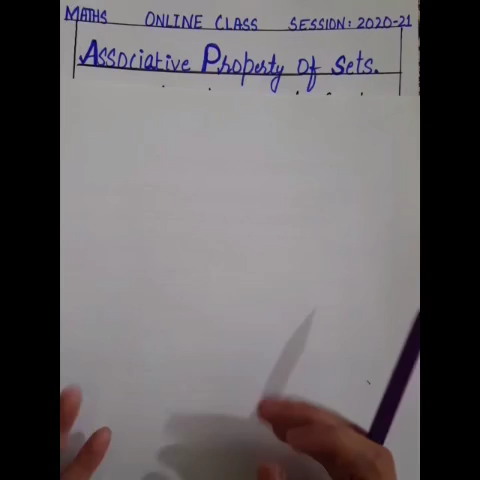 MATHS ONLINE CLASS SESSION: 2020-21
Associative Property of Sets.